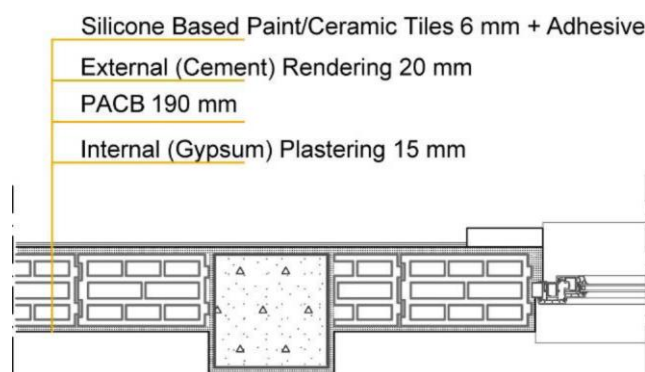 Silicone Based Paint/Ceramic Tiles 6 mm + Adhesive
External (Cement) Rendering 20 mm
PACB 190 mm
Internal (Gypsum) Plastering 15 mm